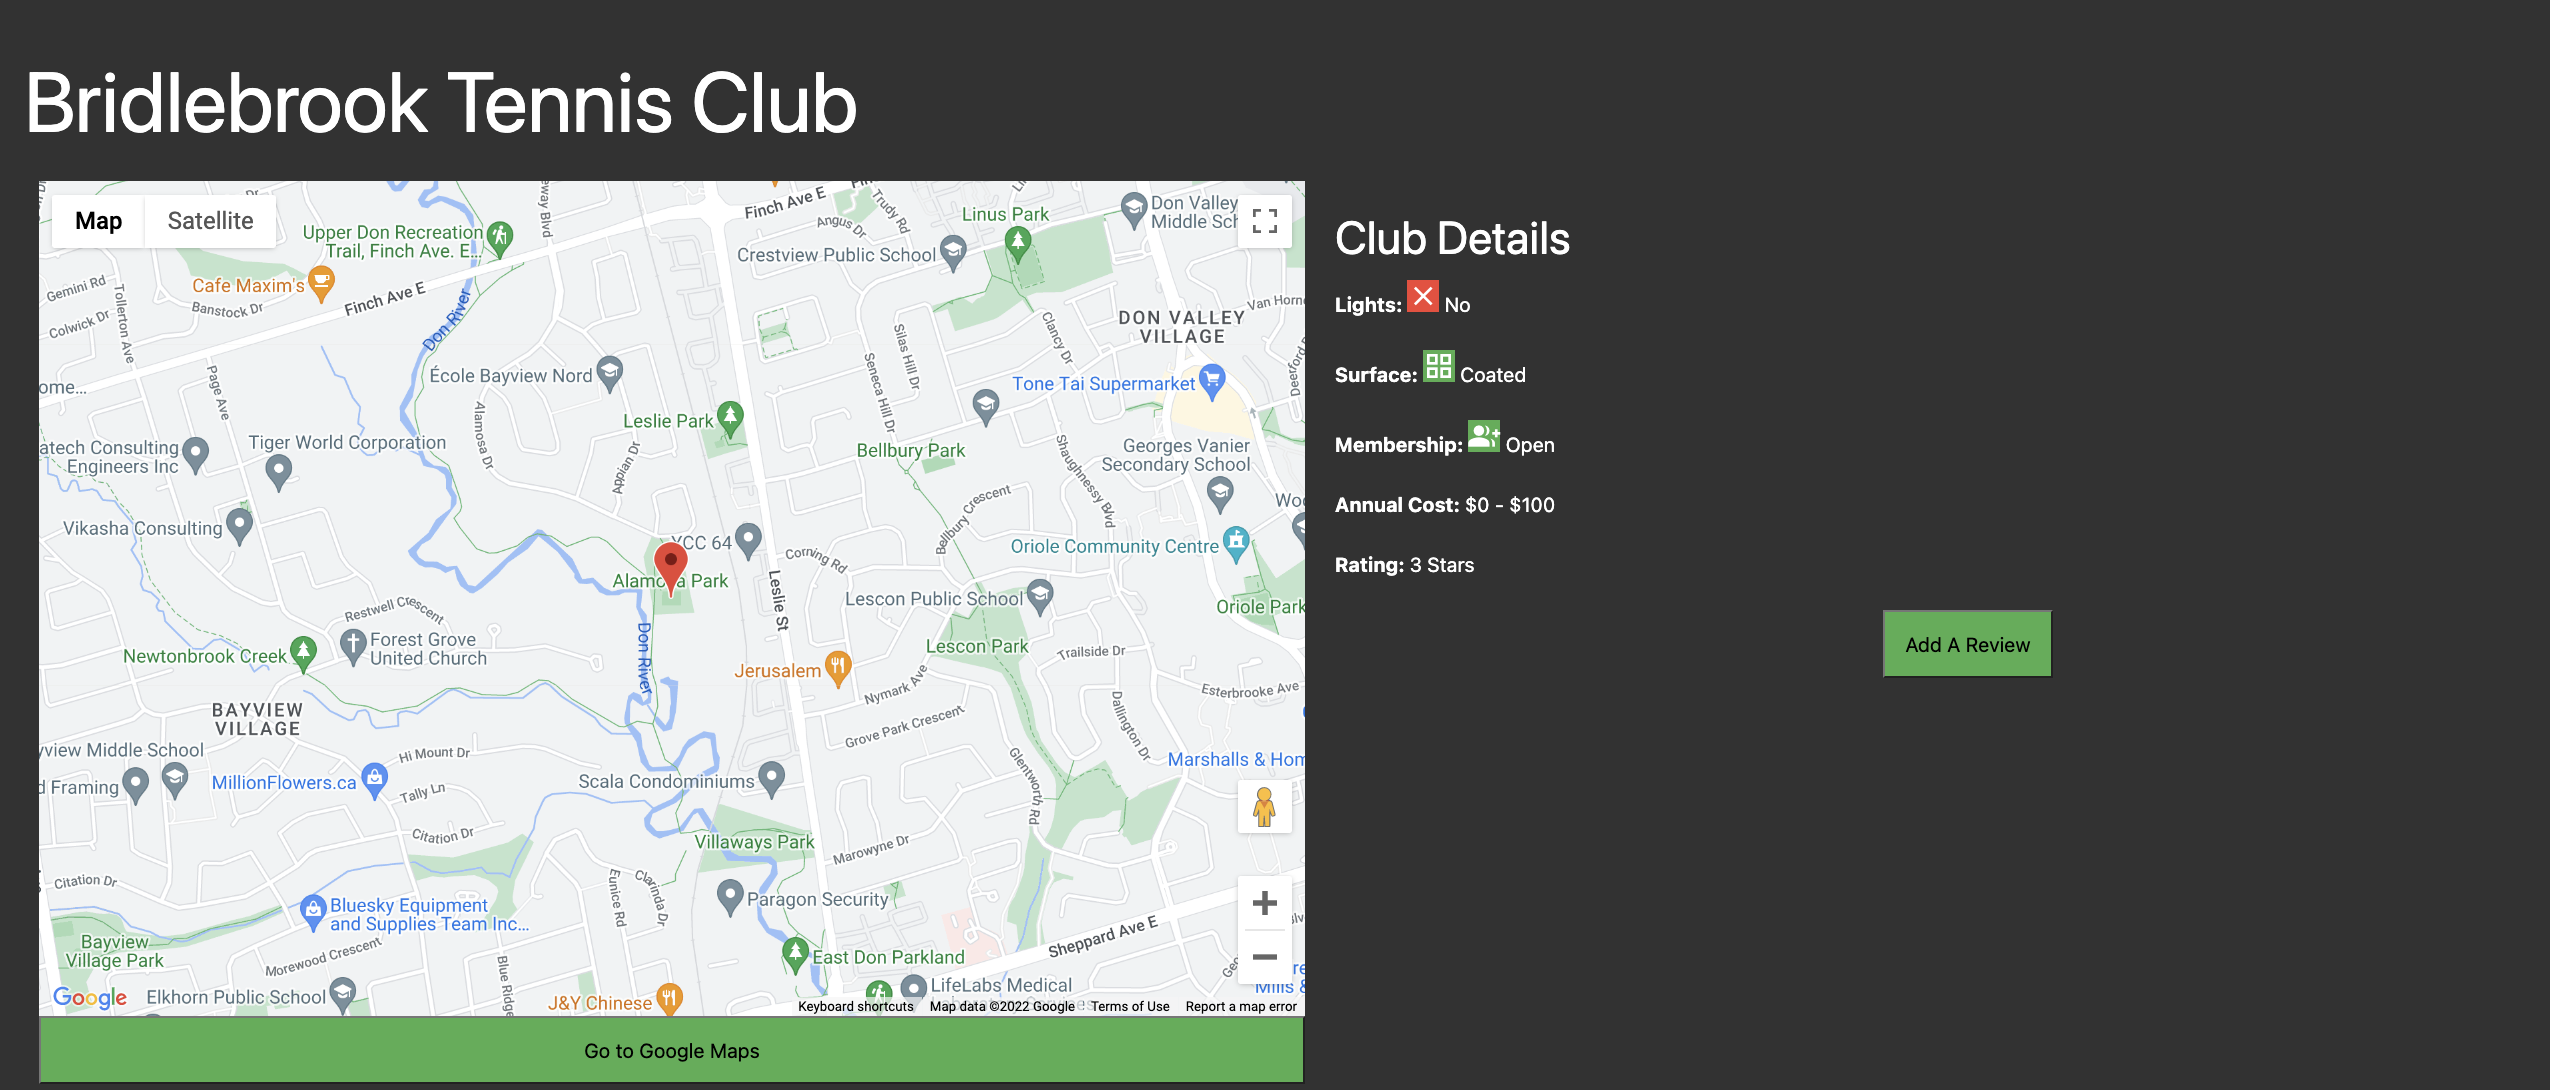 Bridlebrook Tennis Club
Map
Satellite
Finch Ave E
Angus Dr
Trudy Rd
Linus Park
Don Valley
Upper Don Recreation
Trail, Finch Ave. E...
Crestview Public School
Cafe Maxim's
Gemini Rd
Tollerton Ave
Banstock Dr
Colwick Dr
Finch Ave E
Don River
Van Horn
DON VALLEY
VILLAGE
Clancy Dr
Silas Hill Dr
Seneca Hill Dr
École Bayview Nord
Page Ave
Tone Tai Supermarket
Alamosa Dr
Leslie Park
Appian Dr
Bellbury Park
Tiger World Corporation
atech Consulting
Engineers Inc
Shaughnessy Blvd
Georges Vanier
Secondary School
Bellbury Crescent
Vikasha Consulting
YCC 64
Corning Rd
Oriole Community Centre
Leslie St
Lescon Public School
Oriole Park
Restwell Crescent
Forest Grove
United Church
Newtonbrook Creek
Don River
Jerusalem
Lescon Park
Trailside Dr
Nymark Ave
Esterbrooke Ave
Dallington Dr
BAYVIEW
VILLAGE
Grove Park Crescent
Hi Mount Dr
Glentworth Rd
Marshalls & Hom
yview Middle School
d Framing
MillionFlowers.ca
Tally Ln
Scala Condominiums
Citation Dr
Villaways Park
Marowyne Dr
Citation Dr
Eunice Rd
Clarinda Dr
Paragon Security
Bluesky Equipment
and Supplies Team Inc...
Sheppard Ave E
Bayview
Village Park
Morewood Crescent
Blue Ridge
East Don Parkland
Elkhorn Public School
J&Y Chinese
LifeLabs Medical
Google
Keyboard shortcuts
Map data ©2022 Google
Terms of Use
Report a map error
Go to Google Maps
Club Details
Lights: No
Surface: Coated
Membership: Open
Annual Cost: $0 - $100
Rating: 3 Stars
Add A Review